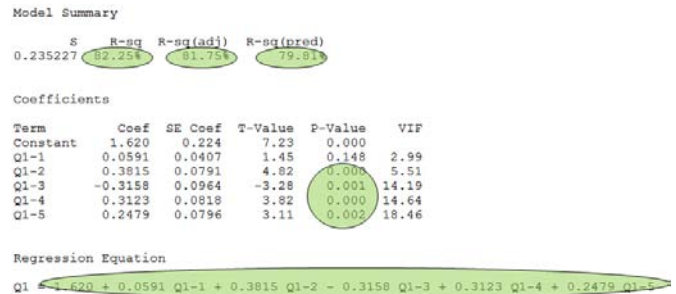 Model Summary
S R-sq R-sq(adj) R-sq(pred)
0.235227 82.25% 81.75% 79.81%
Coefficients
Term Coef SE Coef T-Value P-Value VIF
Constant 1.620 0.224 7.23 0.000
Q1-1 0.0591 0.0407 1.45 0.148 2.99
Q1-2 0.3815 0.0791 4.82 0.000 5.51
Q1-3 -0.3158 0.0964 -3.28 0.001 14.19
Q1-4 0.3123 0.0818 3.82 0.000 14.64
Q1-5 0.2479 0.0796 3.11 0.002 18.46
Regression Equation
Q1 = 1.620 + 0.0591 Q1-1 + 0.3815 Q1-2 - 0.3158 Q1-3 + 0.3123 Q1-4 + 0.2479 Q1-5